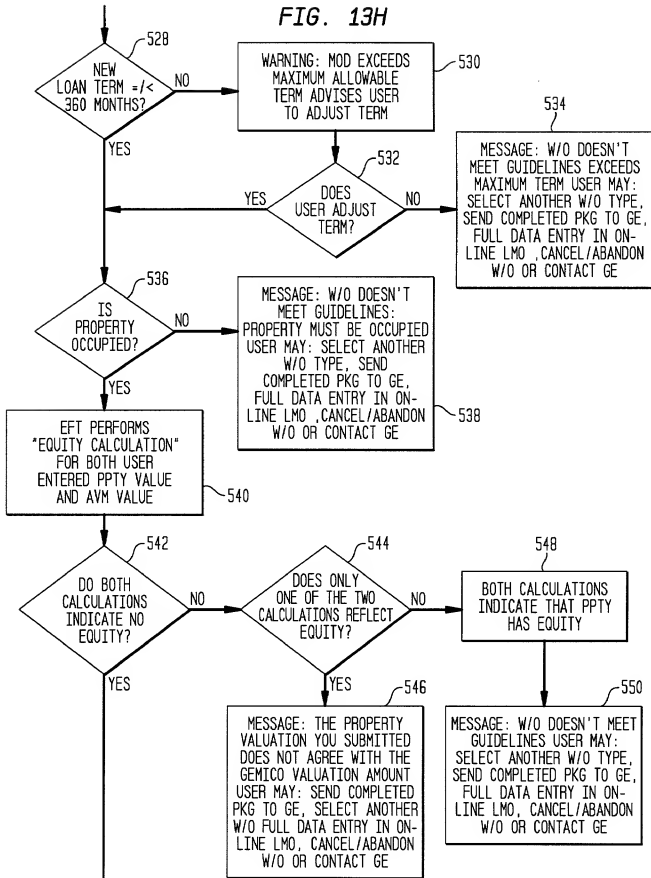 FIG. 13H
528
NEW
LOAN TERM =/<
360 MONTHS?
NO
YES
530
WARNING: MOD EXCEEDS
MAXIMUM ALLOWABLE
TERM ADVISES USER
TO ADJUST TERM
532
DOES
USER ADJUST
TERM?
YES
NO
534
MESSAGE: W/O DOESN'T
MEET GUIDELINES EXCEEDS
MAXIMUM TERM USER MAY:
SELECT ANOTHER W/O TYPE,
SEND COMPLETED PKG TO GE,
FULL DATA ENTRY IN ON-
LINE LMO ,CANCEL/ABANDON
W/O OR CONTACT GE
536
IS
PROPERTY
OCCUPIED?
NO
YES
MESSAGE: W/O DOESN'T
MEET GUIDELINES:
PROPERTY MUST BE OCCUPIED
USER MAY: SELECT ANOTHER
W/O TYPE, SEND
COMPLETED PKG TO GE,
FULL DATA ENTRY IN ON-
LINE LMO ,CANCEL/ABANDON
W/O OR CONTACT GE
538
EFT PERFORMS
"EQUITY CALCULATION"
FOR BOTH USER
ENTERED PPTY VALUE
AND AVM VALUE
540
542
DO BOTH
CALCULATIONS
INDICATE NO
EQUITY?
NO
YES
544
DOES ONLY
ONE OF THE TWO
CALCULATIONS REFLECT
EQUITY?
NO
YES
548
BOTH CALCULATIONS
INDICATE THAT PPTY
HAS EQUITY
546
MESSAGE: THE PROPERTY
VALUATION YOU SUBMITTED
DOES NOT AGREE WITH THE
GEMICO VALUATION AMOUNT
USER MAY: SEND COMPLETED
PKG TO GE, SELECT ANOTHER
W/O FULL DATA ENTRY IN ON-
LINE LMO, CANCEL/ABANDON
W/O OR CONTACT GE
550
MESSAGE: W/O DOESN'T MEET
GUIDELINES USER MAY:
SELECT ANOTHER W/O TYPE,
SEND COMPLETED PKG TO GE,
FULL DATA ENTRY IN ON-
LINE LMO, CANCEL/ABANDON
W/O OR CONTACT GE